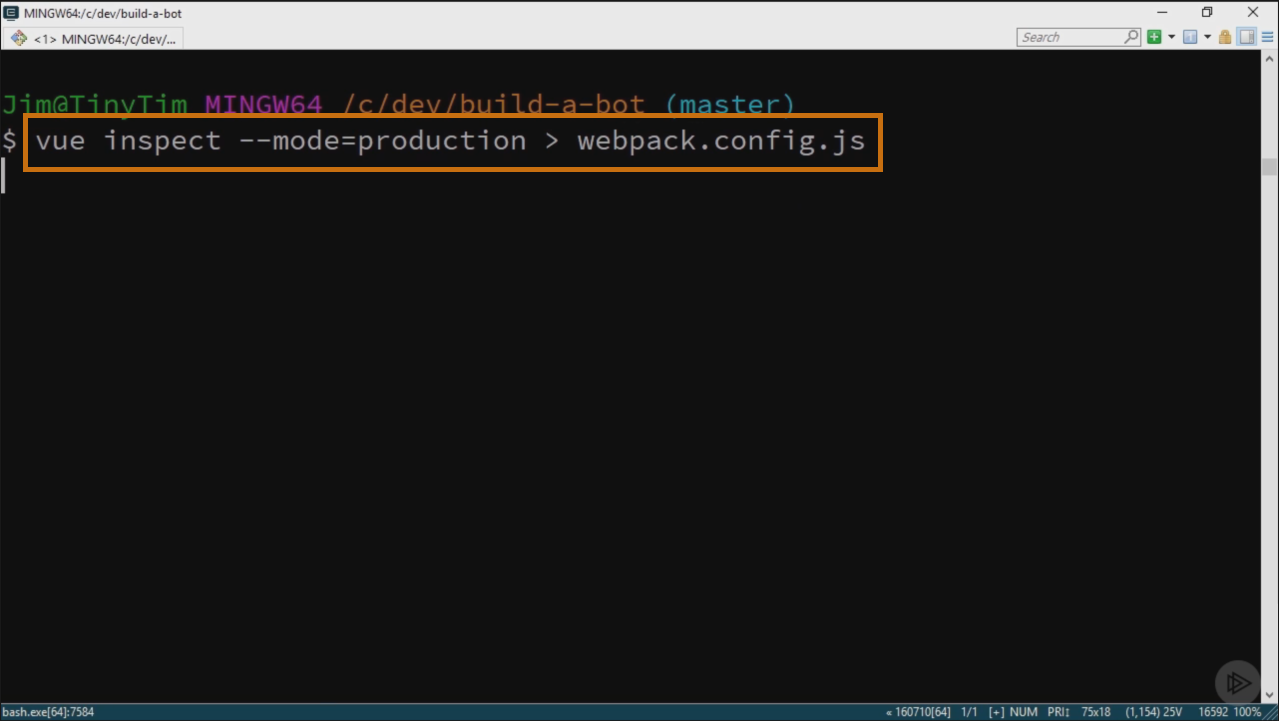 MINGW64:/c/dev/build-a-bot
<1> MINGW64:/c/dev/...
Search
Jim@TinyTim MINGW64 /c/dev/build-a-bot (master)
$ vue inspect --mode=production > webpack.config.js
bash.exe[64]:7584
« 160710[64] 1/1 [+] NUM PRI↕ 75x18 (1,154) 25V 16592 100%